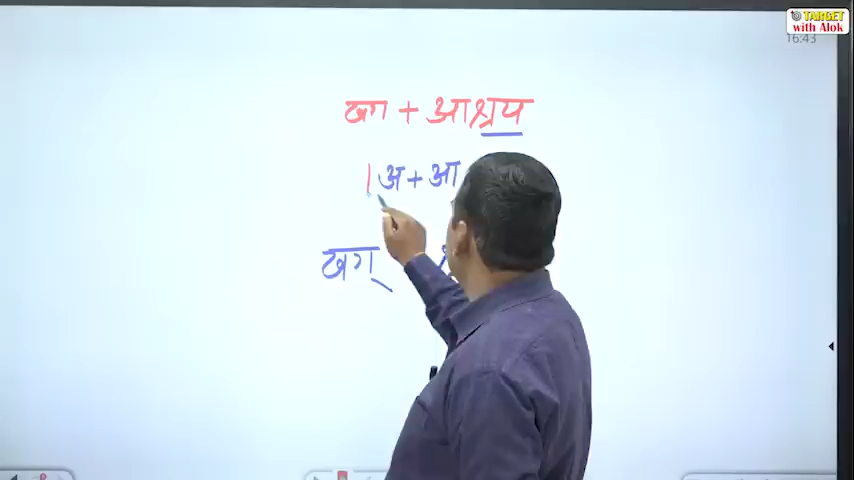 TARGET
with Alok
16:43
खग + आश्रय
अ + आ
खग्